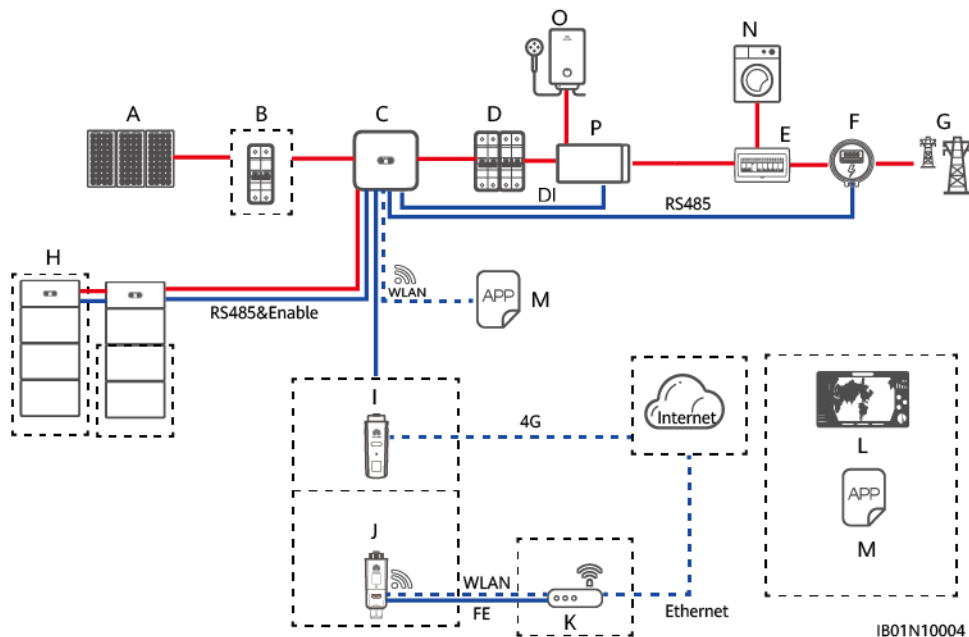 O
N
A
B
C
D
P
E
F
G
DI
RS485
H
WLAN
APP
M
RS485&Enable
I
4G
Internet
L
APP
M
J
WLAN
FE
K
Ethernet
IB01N10004